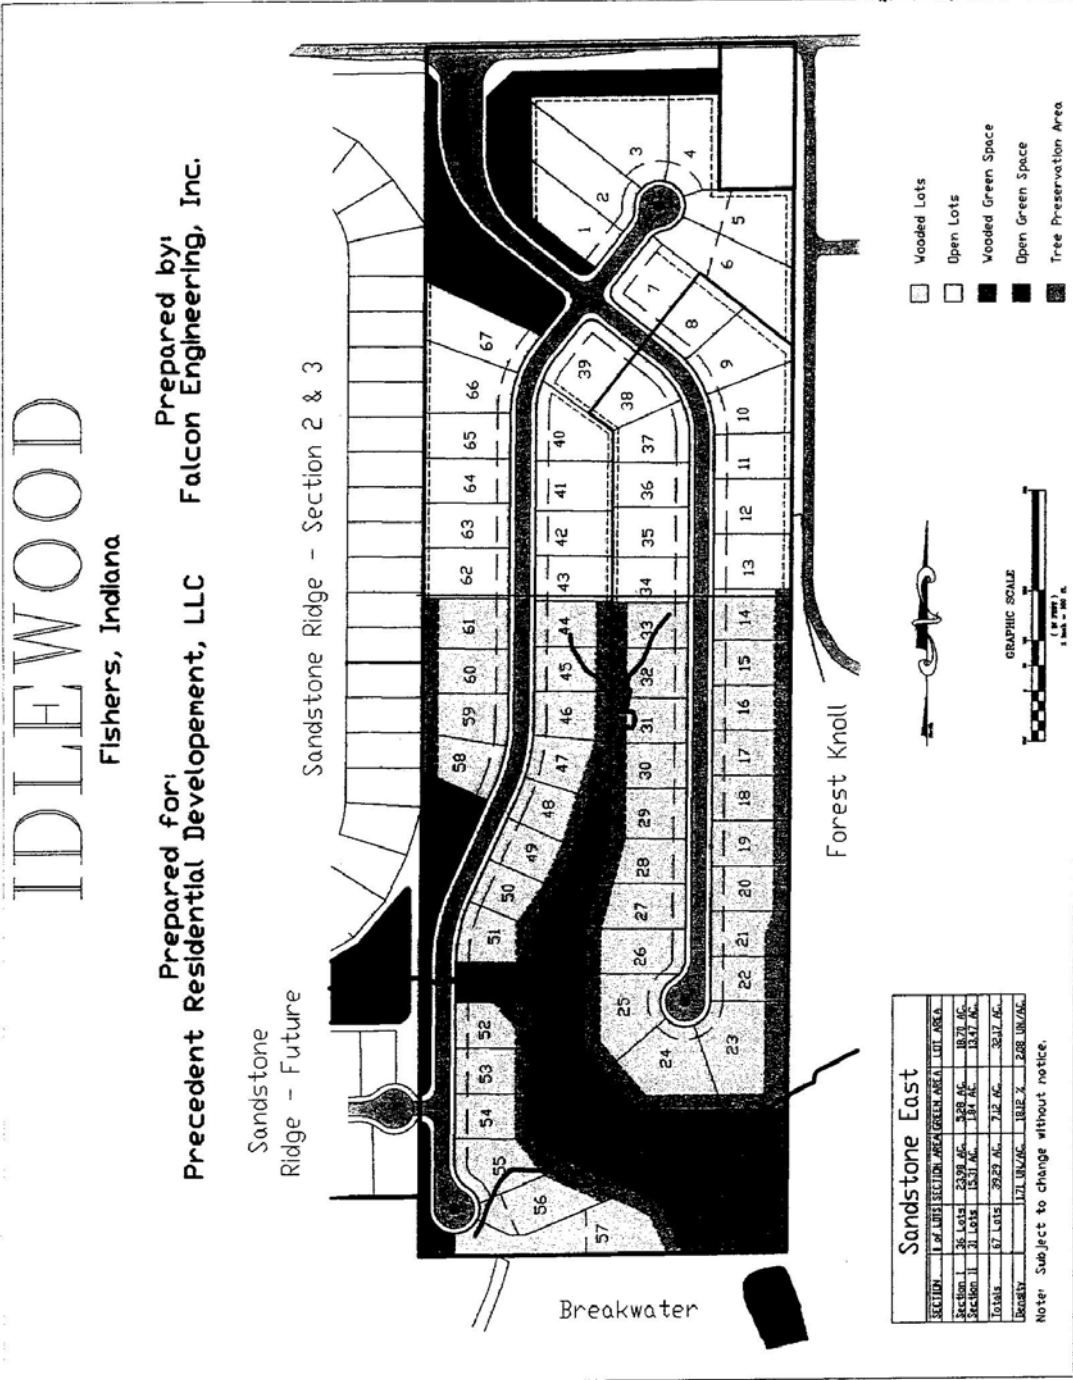 IDLEWOOD
Fishers, Indiana
Prepared for:
Precedent Residential Developement, LLC
Prepared by:
Falcon Engineering, Inc.
Sandstone Ridge - Section 2 & 3
Sandstone
Ridge - Future
Breakwater
Forest Knoll
1
2
3
4
5
6
7
8
9
10
11
12
13
14
15
16
17
18
19
20
21
22
23
24
25
26
27
28
29
30
31
32
33
34
35
36
37
38
39
40
41
42
43
44
45
46
47
48
49
50
51
52
53
54
55
56
57
58
59
60
61
62
63
64
65
66
67
Wooded Lots
Open Lots
Wooded Green Space
Open Green Space
Tree Preservation Area
GRAPHIC SCALE
( IN FEET )
Sandstone East
SECTION # of LOTS SECTION AREA GREEN AREA LOT AREA
Section I 36 Lots 23.98 AC. 5.28 AC. 18.70 AC.
Section II 31 Lots 15.31 AC. 1.84 AC. 13.47 AC.
Totals 67 Lots 39.29 AC. 7.12 AC. 32.17 AC.
Density 1.71 UN/AC. 18.12 % 2.08 UN/AC.
Note: Subject to change without notice.